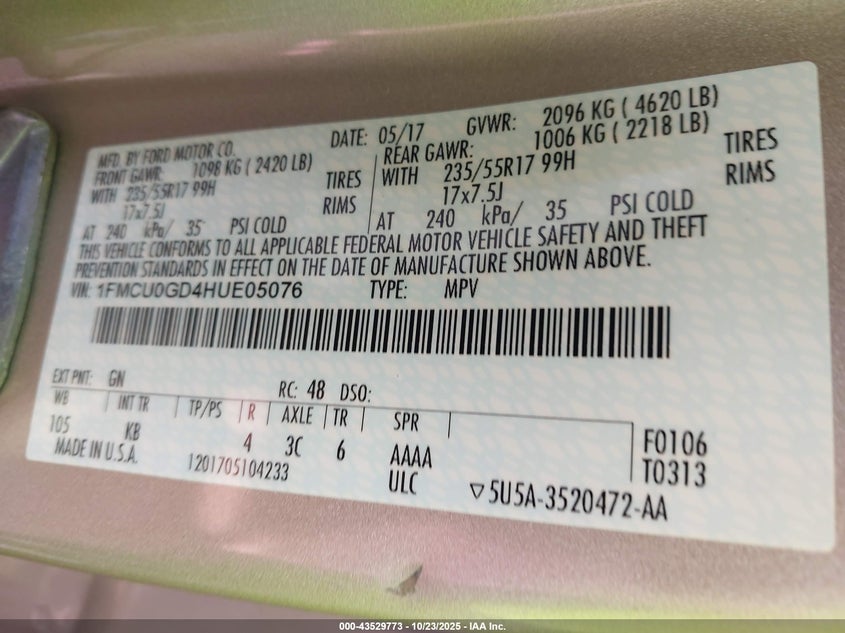 MFD. BY FORD MOTOR CO.
DATE: 05/17 GVWR: 2096 KG ( 4620 LB)
FRONT GAWR: 1098 KG ( 2420 LB)
REAR GAWR: 1006 KG ( 2218 LB)
WITH 235/55R17 99H TIRES
WITH 235/55R17 99H TIRES
17x7.5J RIMS
17x7.5J RIMS
AT 240 kPa/ 35 PSI COLD
AT 240 kPa/ 35 PSI COLD
THIS VEHICLE CONFORMS TO ALL APPLICABLE FEDERAL MOTOR VEHICLE SAFETY AND THEFT
PREVENTION STANDARDS IN EFFECT ON THE DATE OF MANUFACTURE SHOWN ABOVE.
VIN: 1FMCU0GD4HUE05076 TYPE: MPV
EXT PNT: GN RC: 48 DSO:
WB INT TR TP/PS R AXLE TR SPR
105 KB 4 3C 6 AAAA F0106
MADE IN U.S.A. 1201705104233 ULC T0313
▽5U5A-3520472-AA
000-43529773 - 10/23/2025 - IAA Inc.